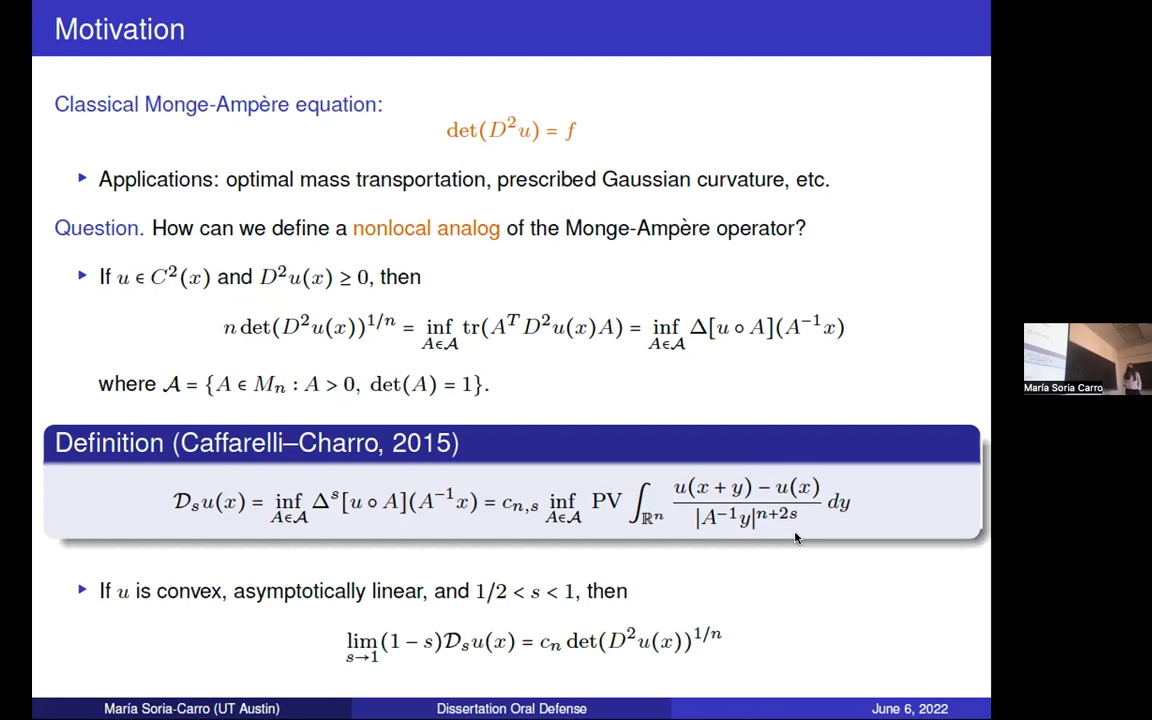 Motivation
Classical Monge-Ampère equation:
det(D²u) = f
Applications: optimal mass transportation, prescribed Gaussian curvature, etc.
Question. How can we define a nonlocal analog of the Monge-Ampère operator?
If u ∈ C²(x) and D²u(x) ≥ 0, then
n det(D²u(x))^{1/n} = inf_{A∈𝒜} tr(A^T D²u(x)A) = inf_{A∈𝒜} Δ[u ∘ A](A⁻¹x)
where 𝒜 = {A ∈ M_n : A > 0, det(A) = 1}.
Definition (Caffarelli–Charro, 2015)
𝒟_s u(x) = inf_{A∈𝒜} Δ^s[u ∘ A](A⁻¹x) = c_{n,s} inf_{A∈𝒜} PV ∫_{ℝⁿ} (u(x + y) − u(x))/|A⁻¹y|^{n+2s} dy
If u is convex, asymptotically linear, and 1/2 < s < 1, then
lim_{s→1} (1 − s)𝒟_s u(x) = c_n det(D²u(x))^{1/n}
María Soria-Carro (UT Austin)
Dissertation Oral Defense
June 6, 2022
María Soria Carro